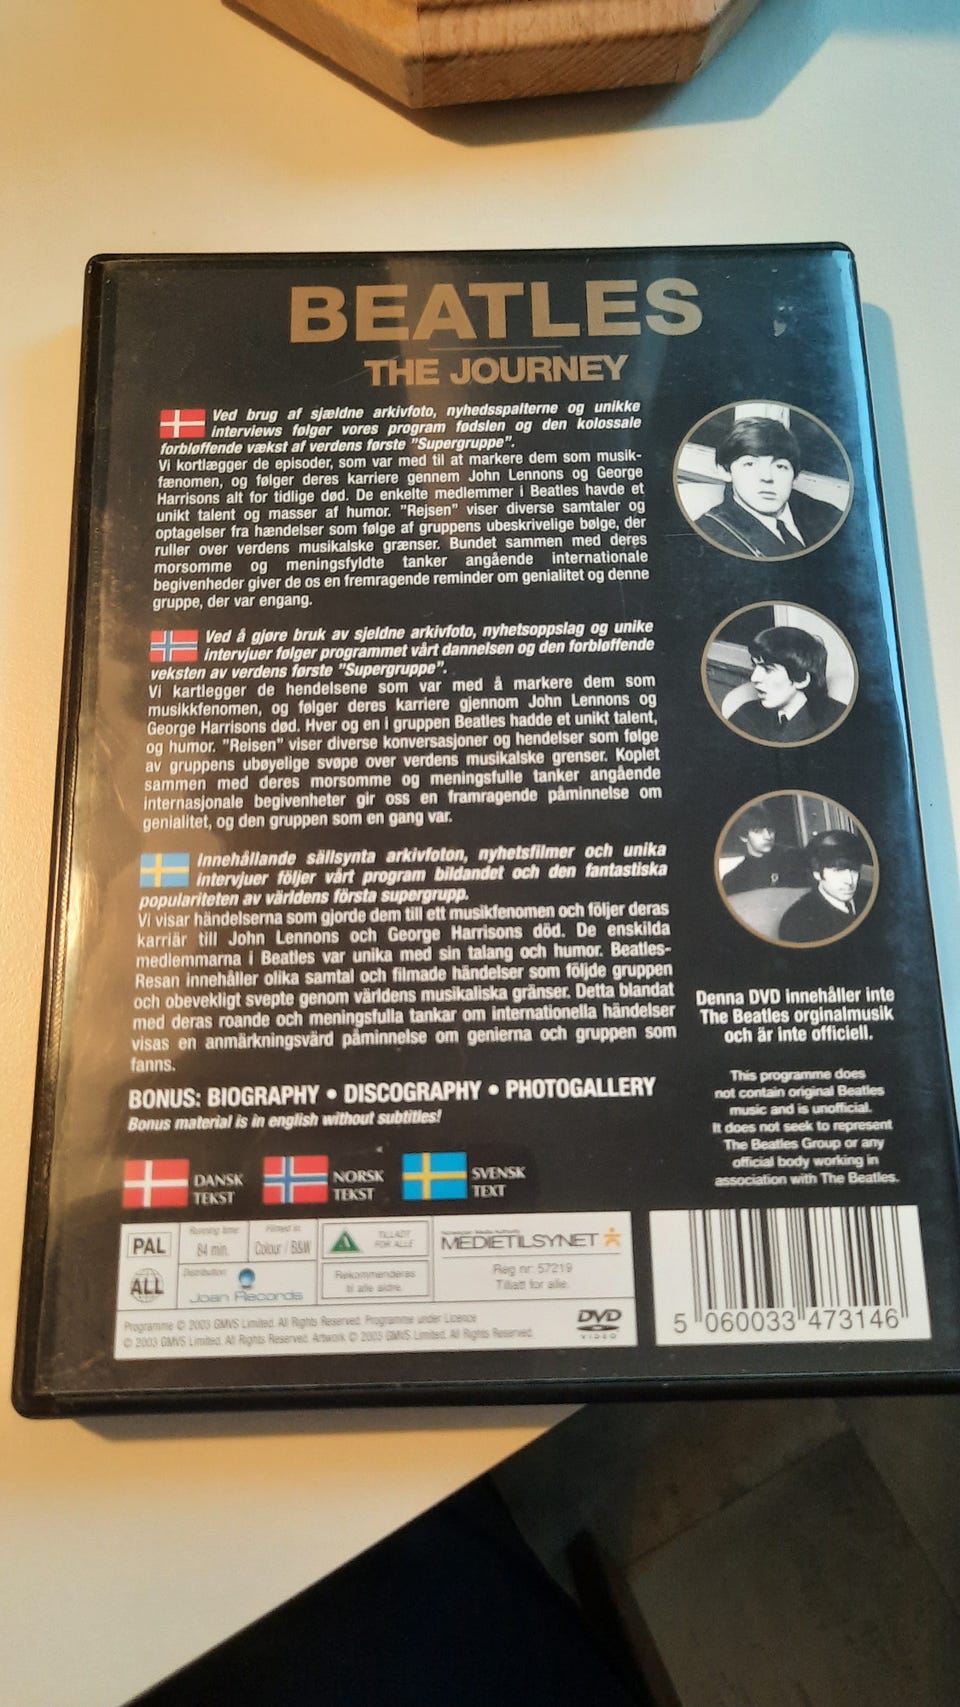 BEATLES
THE JOURNEY
Ved brug af sjældne arkivfoto, nyhedsspalterne og unikke
interviews følger vores program fødslen og den kolossale
forbløffende vækst af verdens første "Supergruppe".
Vi kortlægger de episoder, som var med til at markere dem som musik-
fænomen, og følger deres karriere gennem John Lennons og George
Harrisons alt for tidlige død. De enkelte medlemmer i Beatles havde et
unikt talent og masser af humor. "Rejsen" viser diverse samtaler og
optagelser fra hændelser som følge af gruppens ubeskrivelige bølge, der
ruller over verdens musikalske grænser. Bundet sammen med deres
morsomme og meningsfyldte tanker angående internationale
begivenheder giver de os en fremragende reminder om genialitet og denne
gruppe, der var engang.
Ved å gjøre bruk av sjeldne arkivfoto, nyhetsoppslag og unike
intervjuer følger programmet vårt dannelsen og den forbløffende
veksten av verdens første "Supergruppe".
Vi kartlegger de hendelsene som var med å markere dem som
musikkfenomen, og følger deres karriere gjennom John Lennons og
George Harrisons død. Hver og en i gruppen Beatles hadde et unikt talent,
og humor. "Reisen" viser diverse konversasjoner og hendelser som følge
av gruppens ubøyelige svøpe over verdens musikalske grenser. Koplet
sammen med deres morsomme og meningsfulle tanker angående
internasjonale begivenheter gir oss en framragende påminnelse om
genialitet, og den gruppen som en gang var.
Innehållande sällsynta arkivfoton, nyhetsfilmer och unika
intervjuer följer vårt program bildandet och den fantastiska
populariteten av världens första supergrupp.
Vi visar händelserna som gjorde dem till ett musikfenomen och följer deras
karriär till John Lennons och George Harrisons död. De enskilda
medlemmarna i Beatles var unika med sin talang och humor. Beatles-
Resan innehåller olika samtal och filmade händelser som följde gruppen
och obevekligt svepte genom världens musikaliska gränser. Detta blandat
med deras roande och meningsfulla tankar om internationella händelser
visas en anmärkningsvärd påminnelse om genierna och gruppen som
fanns.
BONUS: BIOGRAPHY • DISCOGRAPHY • PHOTOGALLERY
Bonus material is in english without subtitles!
Denna DVD innehåller inte
The Beatles orginalmusik
och är inte officiell.
This programme does
not contain original Beatles
music and is unofficial.
It does not seek to represent
The Beatles Group or any
official body working in
association with The Beatles.
DANSK
TEKST
NORSK
TEKST
SVENSK
TEXT
PAL
ALL
Running time:
84 min.
Filmed in:
Colour / B&W
Distribution:
Joan Records
A
TILLADT
FOR ALLE
Rekommenderas
til alle aldre.
Norwegian Media Authority
MEDIETILSYNET
Reg nr: 57219
Tillatt for alle.
Programme © 2003 GMVS Limited. All Rights Reserved. Programme under Licence
© 2003 GMVS Limited. All Rights Reserved. Artwork © 2003 GMVS Limited. All Rights Reserved.
DVD
VIDEO
5 060033 473146